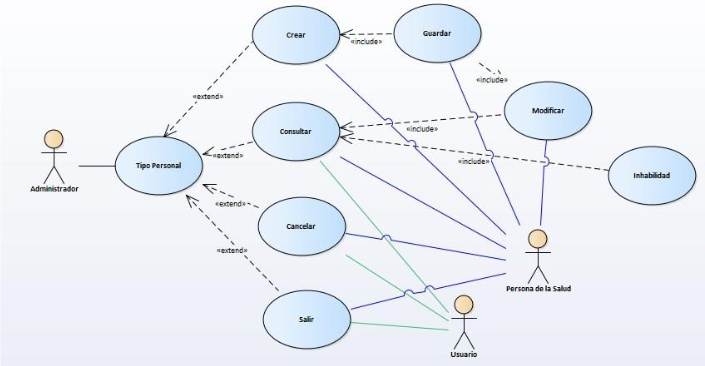 Crear
«include»
Guardar
«extend»
«include»
Modificar
Consultar
«include»
«extend»
«include»
Inhabilidad
Administrador
Tipo Personal
«extend»
Cancelar
«extend»
Persona de la Salud
Salir
Usuario